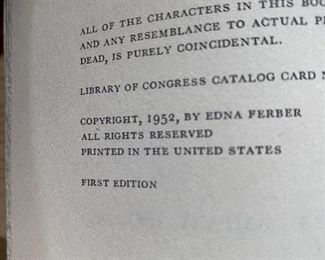 ALL OF THE CHARACTERS IN THIS
AND ANY RESEMBLANCE TO ACTUAL
DEAD, IS PURELY COINCIDENTAL.
LIBRARY OF CONGRESS CATALOG CARD
COPYRIGHT, 1952, BY EDNA FERBER
ALL RIGHTS RESERVED
PRINTED IN THE UNITED STATES
FIRST EDITION